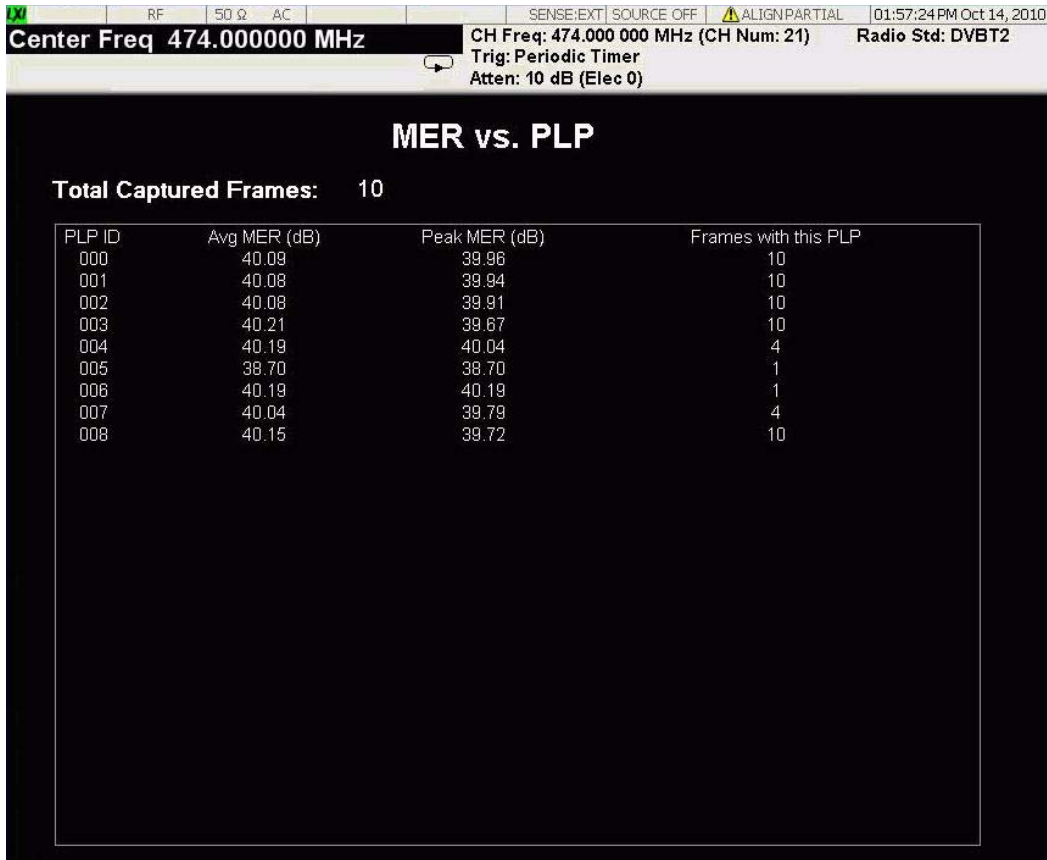 LXI RF 50 Ω AC SENSE:EXT SOURCE OFF ALIGN PARTIAL 01:57:24 PM Oct 14, 2010
Center Freq 474.000000 MHz
CH Freq: 474.000 000 MHz (CH Num: 21) Radio Std: DVBT2
Trig: Periodic Timer
Atten: 10 dB (Elec 0)
MER vs. PLP
Total Captured Frames: 10
PLP ID Avg MER (dB) Peak MER (dB) Frames with this PLP
000 40.09 39.96 10
001 40.08 39.94 10
002 40.08 39.91 10
003 40.21 39.67 10
004 40.19 40.04 4
005 38.70 38.70 1
006 40.19 40.19 1
007 40.04 39.79 4
008 40.15 39.72 10